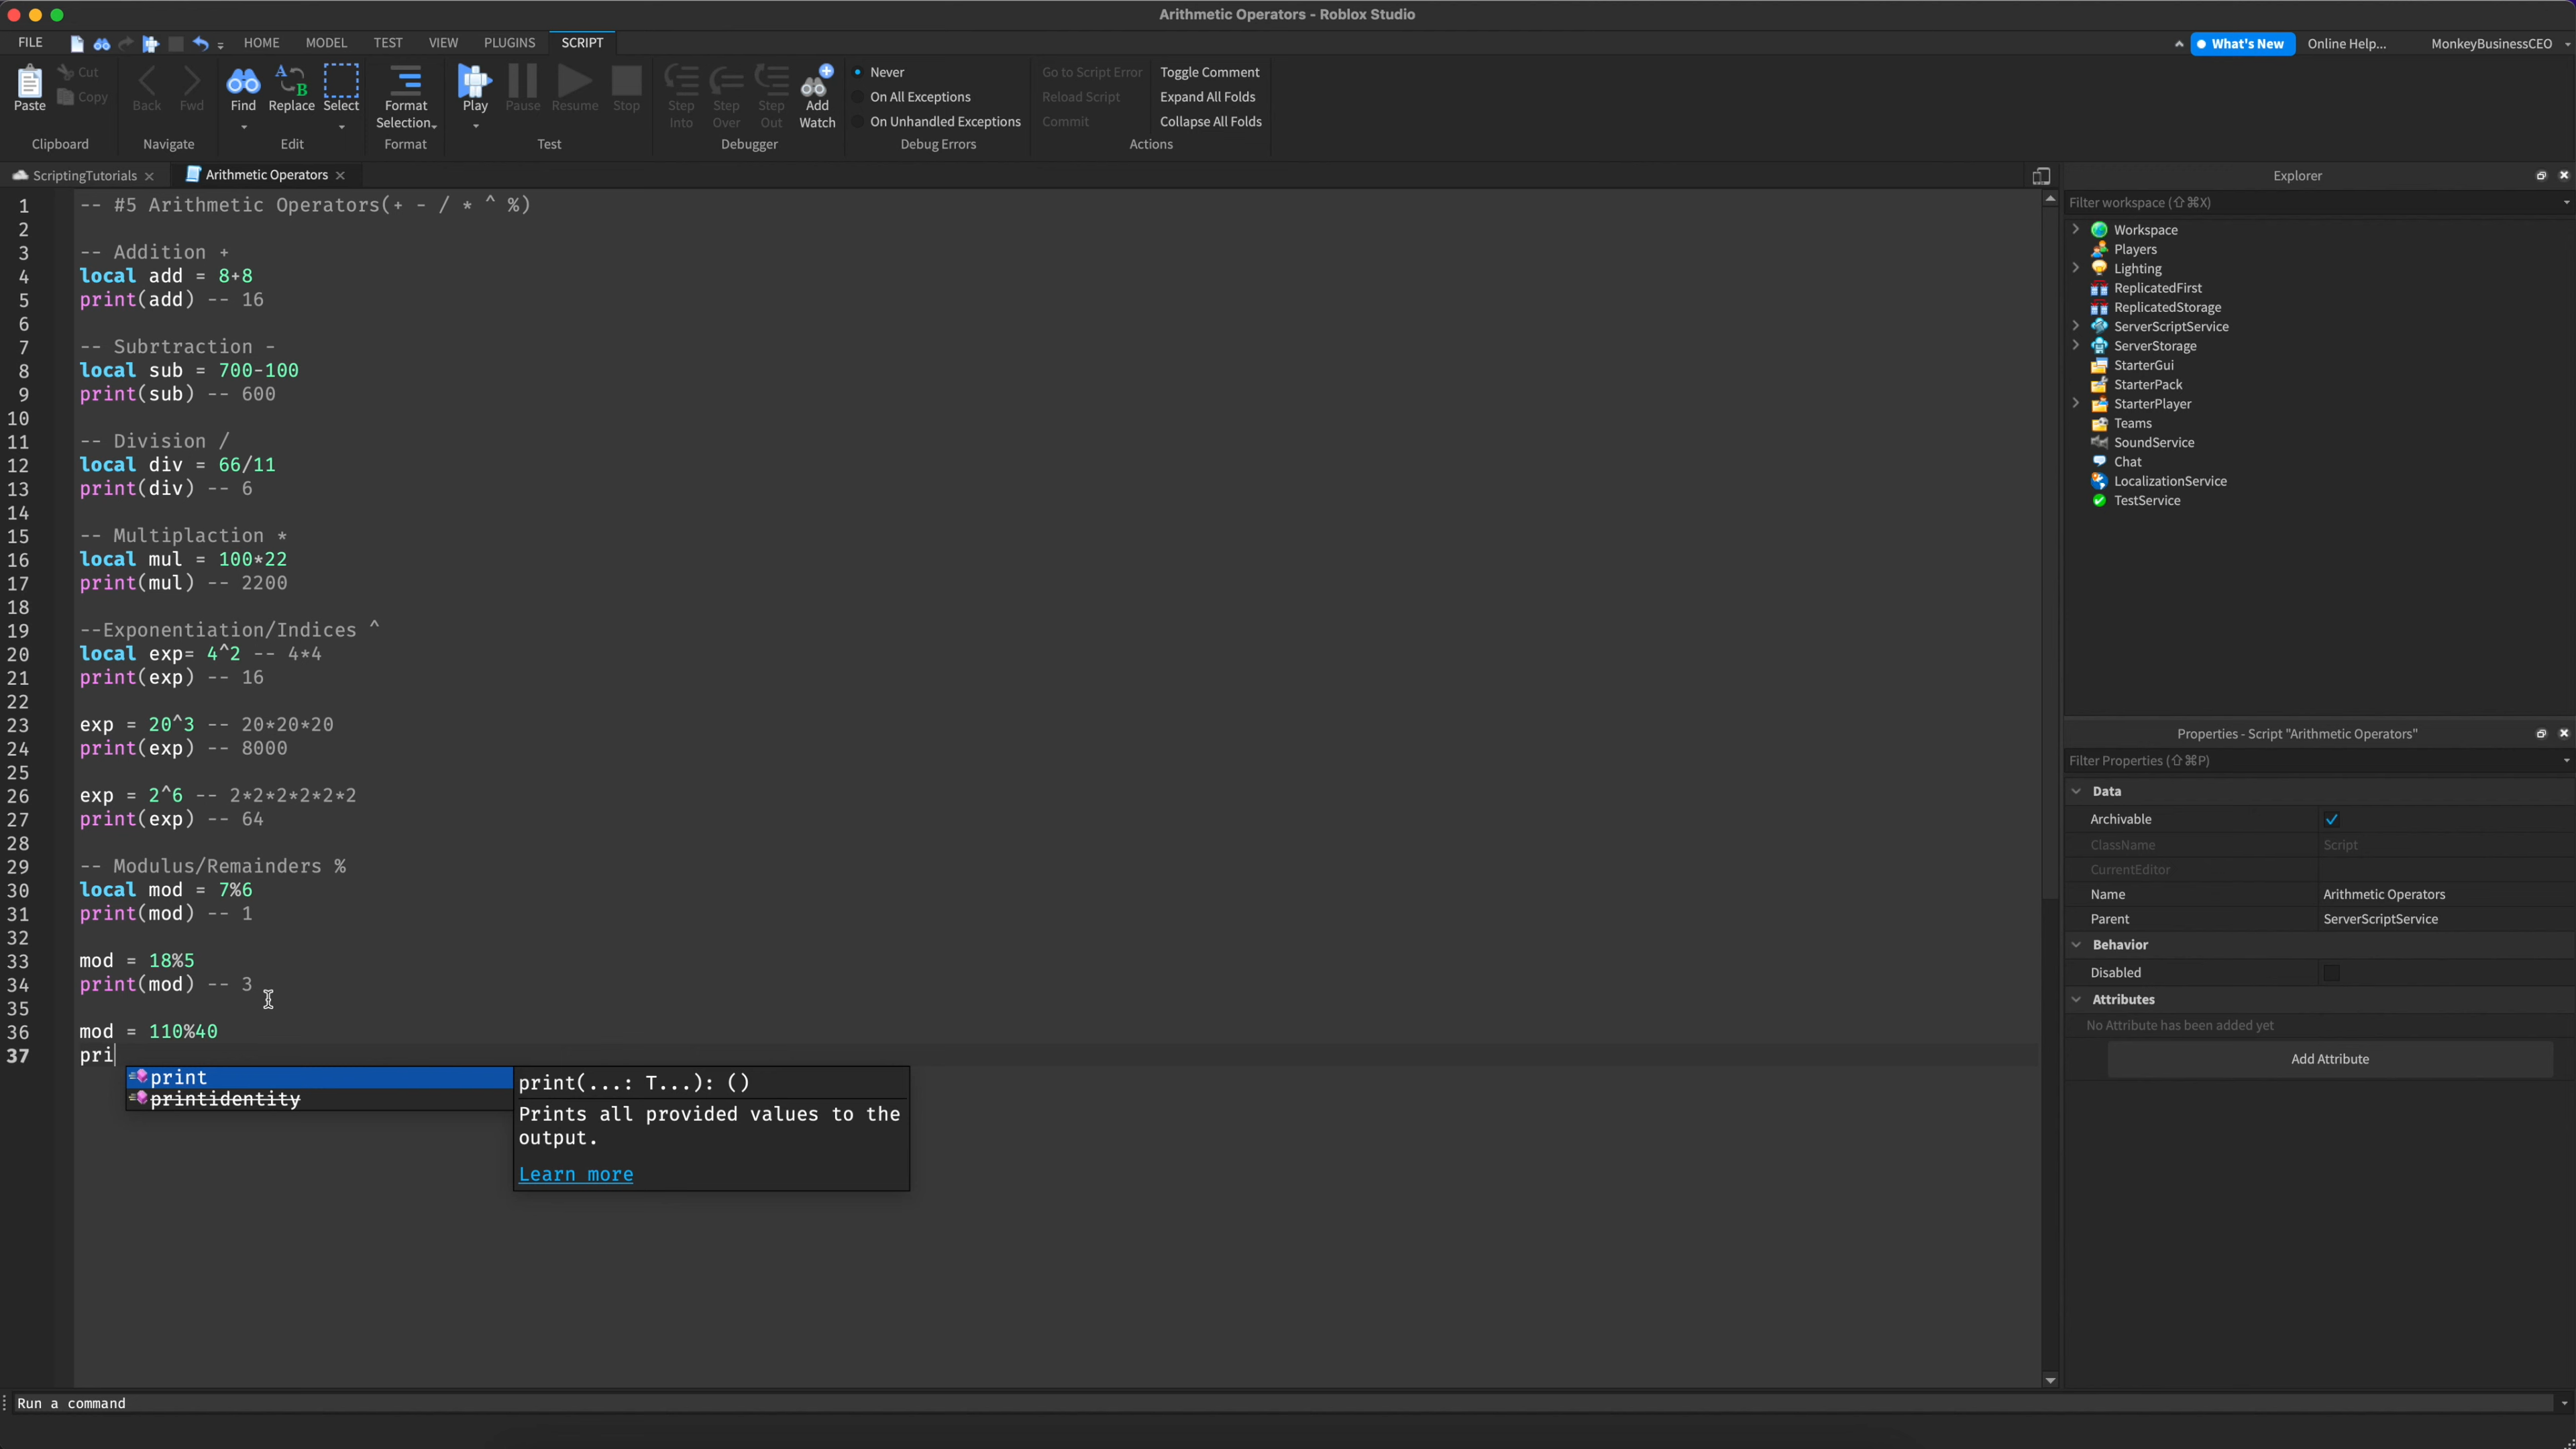 Arithmetic Operators - Roblox Studio
FILE HOME MODEL TEST VIEW PLUGINS SCRIPT What's New Online Help... MonkeyBusinessCEO
Paste Cut Copy Back Fwd Find Replace Select Format Selection Play Pause Resume Stop Step Into Step Over Step Out Add Watch
Never Go to Script Error Toggle Comment
On All Exceptions Reload Script Expand All Folds
On Unhandled Exceptions Commit Collapse All Folds
Clipboard Navigate Edit Format Test Debugger Debug Errors Actions
ScriptingTutorials Arithmetic Operators
1 -- #5 Arithmetic Operators(+ - / * ^ %)
2
3 -- Addition +
4 local add = 8+8
5 print(add) -- 16
6
7 -- Subrtraction -
8 local sub = 700-100
9 print(sub) -- 600
10
11 -- Division /
12 local div = 66/11
13 print(div) -- 6
14
15 -- Multiplaction *
16 local mul = 100*22
17 print(mul) -- 2200
18
19 --Exponentiation/Indices ^
20 local exp= 4^2 -- 4*4
21 print(exp) -- 16
22
23 exp = 20^3 -- 20*20*20
24 print(exp) -- 8000
25
26 exp = 2^6 -- 2*2*2*2*2*2
27 print(exp) -- 64
28
29 -- Modulus/Remainders %
30 local mod = 7%6
31 print(mod) -- 1
32
33 mod = 18%5
34 print(mod) -- 3
35
36 mod = 110%40
37 pri
print
printidentity
print(...: T...): ()
Prints all provided values to the
output.
Learn more
Explorer
Filter workspace (⇧⌘X)
Workspace
Players
Lighting
ReplicatedFirst
ReplicatedStorage
ServerScriptService
ServerStorage
StarterGui
StarterPack
StarterPlayer
Teams
SoundService
Chat
LocalizationService
TestService
Properties - Script "Arithmetic Operators"
Filter Properties (⇧⌘P)
Data
Archivable
ClassName Script
CurrentEditor
Name Arithmetic Operators
Parent ServerScriptService
Behavior
Disabled
Attributes
No Attribute has been added yet
Add Attribute
Run a command